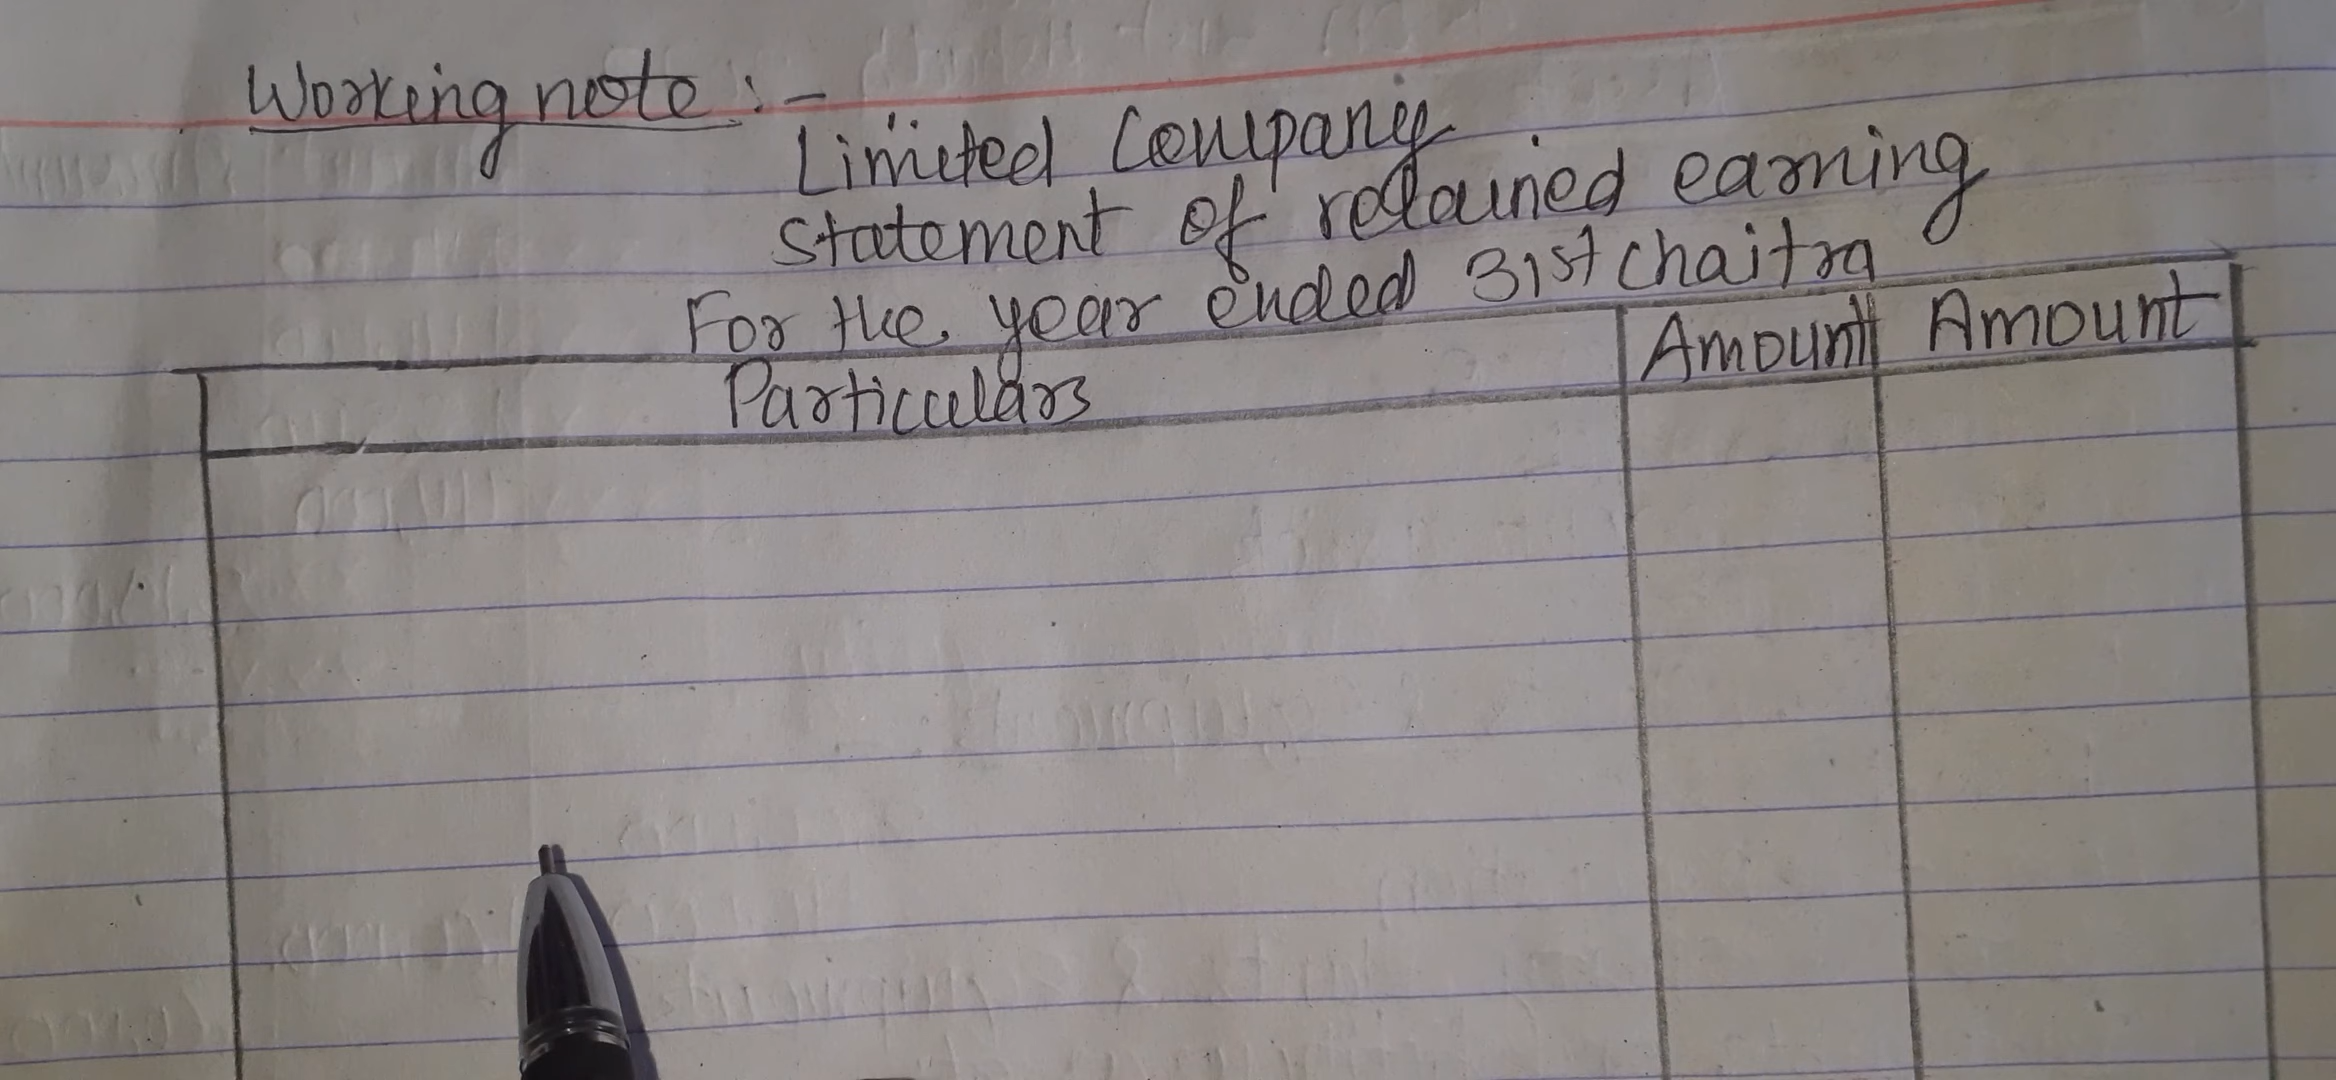 Working note :-
Limited Company
Statement of retained earning
For the year ended 31st chaitra
Particulars Amount Amount